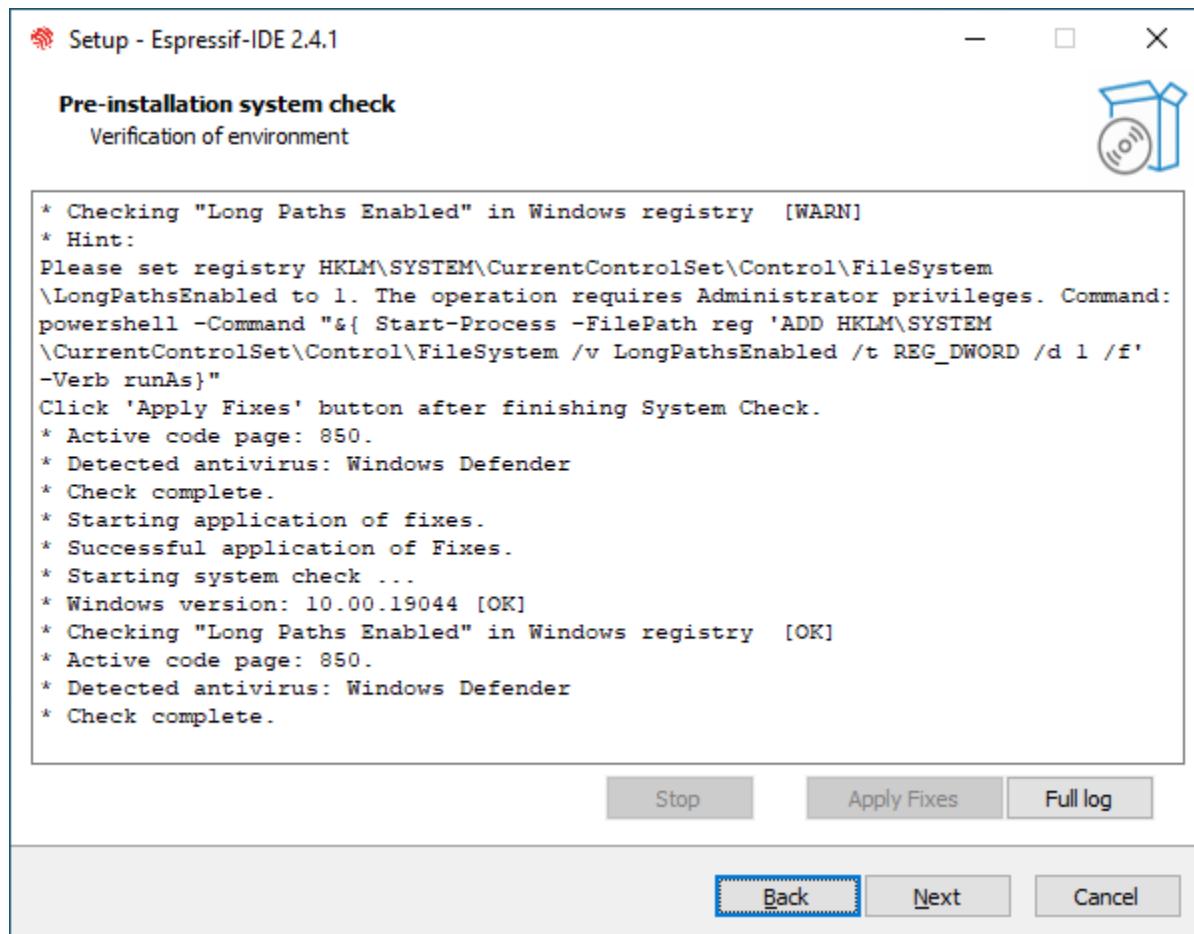 Setup - Espressif-IDE 2.4.1
Pre-installation system check
Verification of environment
* Checking "Long Paths Enabled" in Windows registry  [WARN]
* Hint:
Please set registry HKLM\SYSTEM\CurrentControlSet\Control\FileSystem
\LongPathsEnabled to 1. The operation requires Administrator privileges. Command:
powershell -Command "&{ Start-Process -FilePath reg 'ADD HKLM\SYSTEM
\CurrentControlSet\Control\FileSystem /v LongPathsEnabled /t REG_DWORD /d 1 /f'
-Verb runAs}"
Click 'Apply Fixes' button after finishing System Check.
* Active code page: 850.
* Detected antivirus: Windows Defender
* Check complete.
* Starting application of fixes.
* Successful application of Fixes.
* Starting system check ...
* Windows version: 10.00.19044 [OK]
* Checking "Long Paths Enabled" in Windows registry  [OK]
* Active code page: 850.
* Detected antivirus: Windows Defender
* Check complete.
Stop Apply Fixes Full log
Back Next Cancel